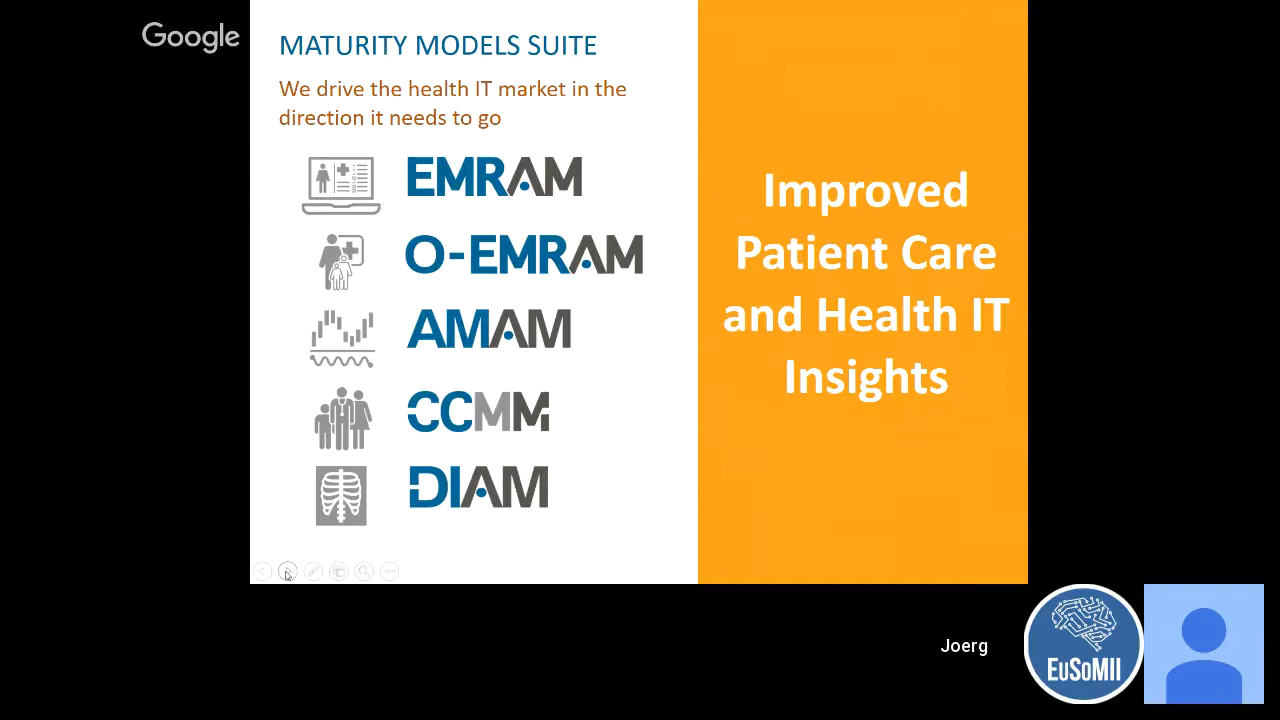 Google
MATURITY MODELS SUITE
We drive the health IT market in the
direction it needs to go
EMRAM
O-EMRAM
AMAM
CCMM
DIAM
Improved
Patient Care
and Health IT
Insights
Joerg
EuSoMII